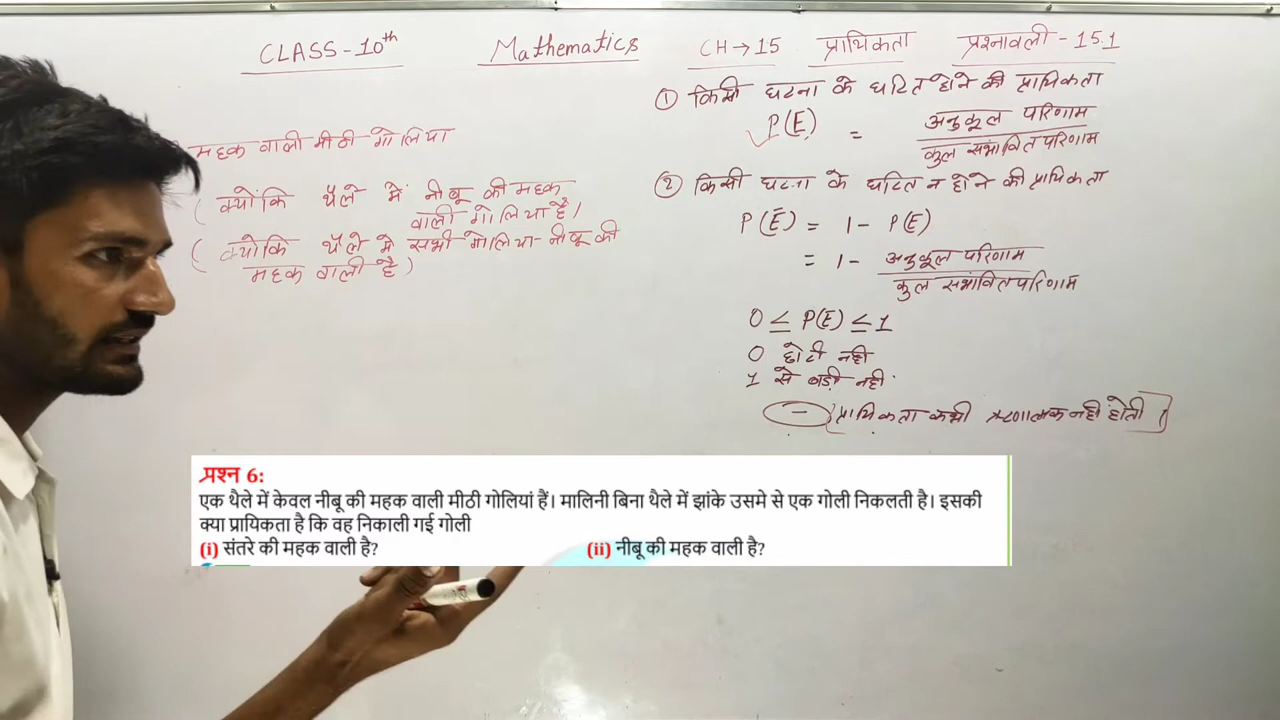 CLASS-10th Mathematics CH→15 प्रायिकता प्रश्नावली-15.1
महक वाली मीठी गोलिया
( क्योंकि थैले में नीबू की महक
वाली गोलिया है।
( क्योकि थैले मे सभी गोलिया नीबू की
महक वाली है )
① किसी घटना के घटित होने की प्रायिकता
P(E) = अनुकूल परिणाम
कुल संभावित परिणाम
② किसी घटना के घटित न होने की प्रायिकता
P(Ē) = 1- P(E)
= 1- अनुकूल परिणाम
कुल संभावित परिणाम
0 ≤ P(E) ≤ 1
0 छोटी नही
1 से बड़ी नही
- प्रायिकता कभी ऋणात्मक नही होती
प्रश्न 6:
एक थैले में केवल नीबू की महक वाली मीठी गोलियां हैं। मालिनी बिना थैले में झांके उसमे से एक गोली निकलती है। इसकी
क्या प्रायिकता है कि वह निकाली गई गोली
(i) संतरे की महक वाली है? (ii) नीबू की महक वाली है?